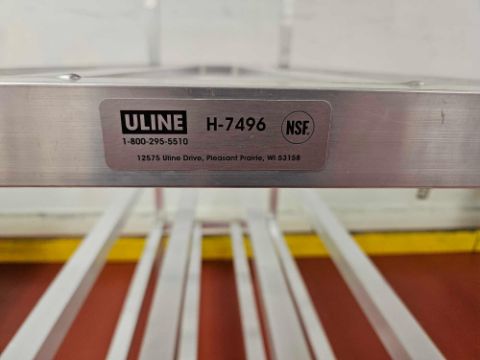 ULINE H-7496 NSF.
1-800-295-5510
12575 Uline Drive, Pleasant Prairie, WI 53158